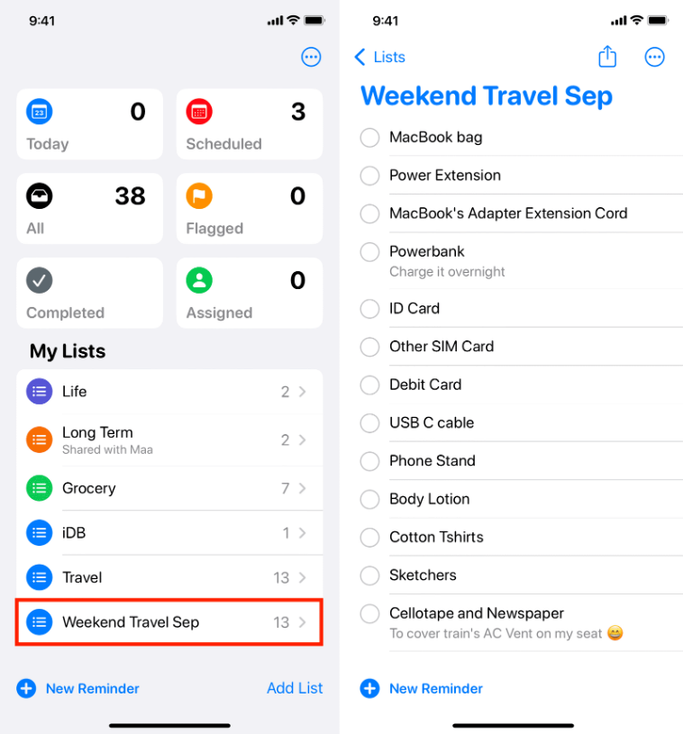 9:41
23
0
Today
3
Scheduled
38
All
0
Flagged
Completed
0
Assigned
My Lists
Life 2
Long Term 2
Shared with Maa
Grocery 7
iDB 1
Travel 13
Weekend Travel Sep 13
New Reminder Add List
9:41
Lists
Weekend Travel Sep
MacBook bag
Power Extension
MacBook's Adapter Extension Cord
Powerbank
Charge it overnight
ID Card
Other SIM Card
Debit Card
USB C cable
Phone Stand
Body Lotion
Cotton Tshirts
Sketchers
Cellotape and Newspaper
To cover train's AC Vent on my seat 😄
New Reminder